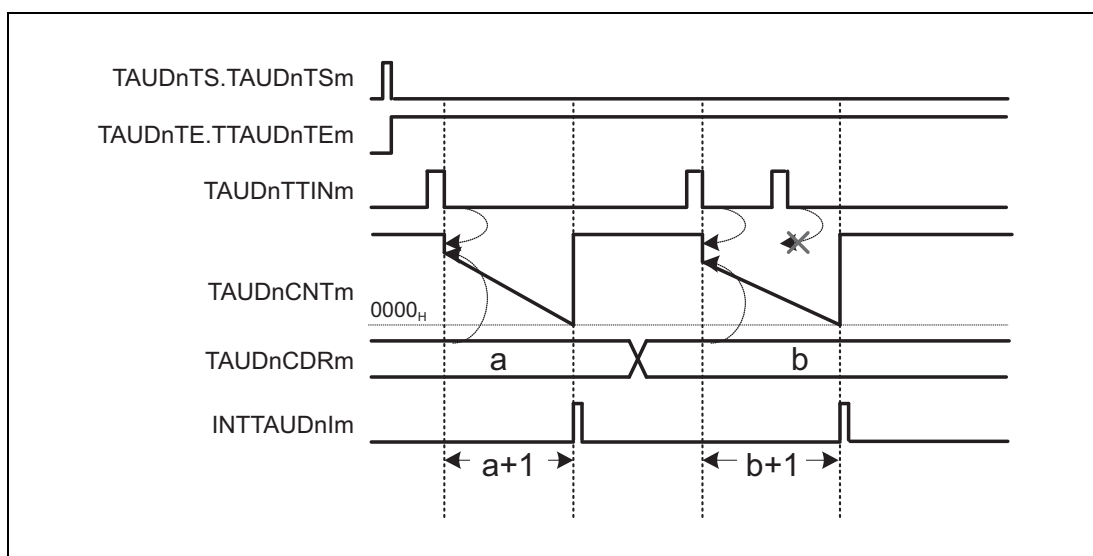 TAUDnTS.TAUDnTSm
TAUDnTE.TTAUDnTEm
TAUDnTTINm
TAUDnCNTm
0000H
TAUDnCDRm
a
b
INTTAUDnIm
a+1
b+1